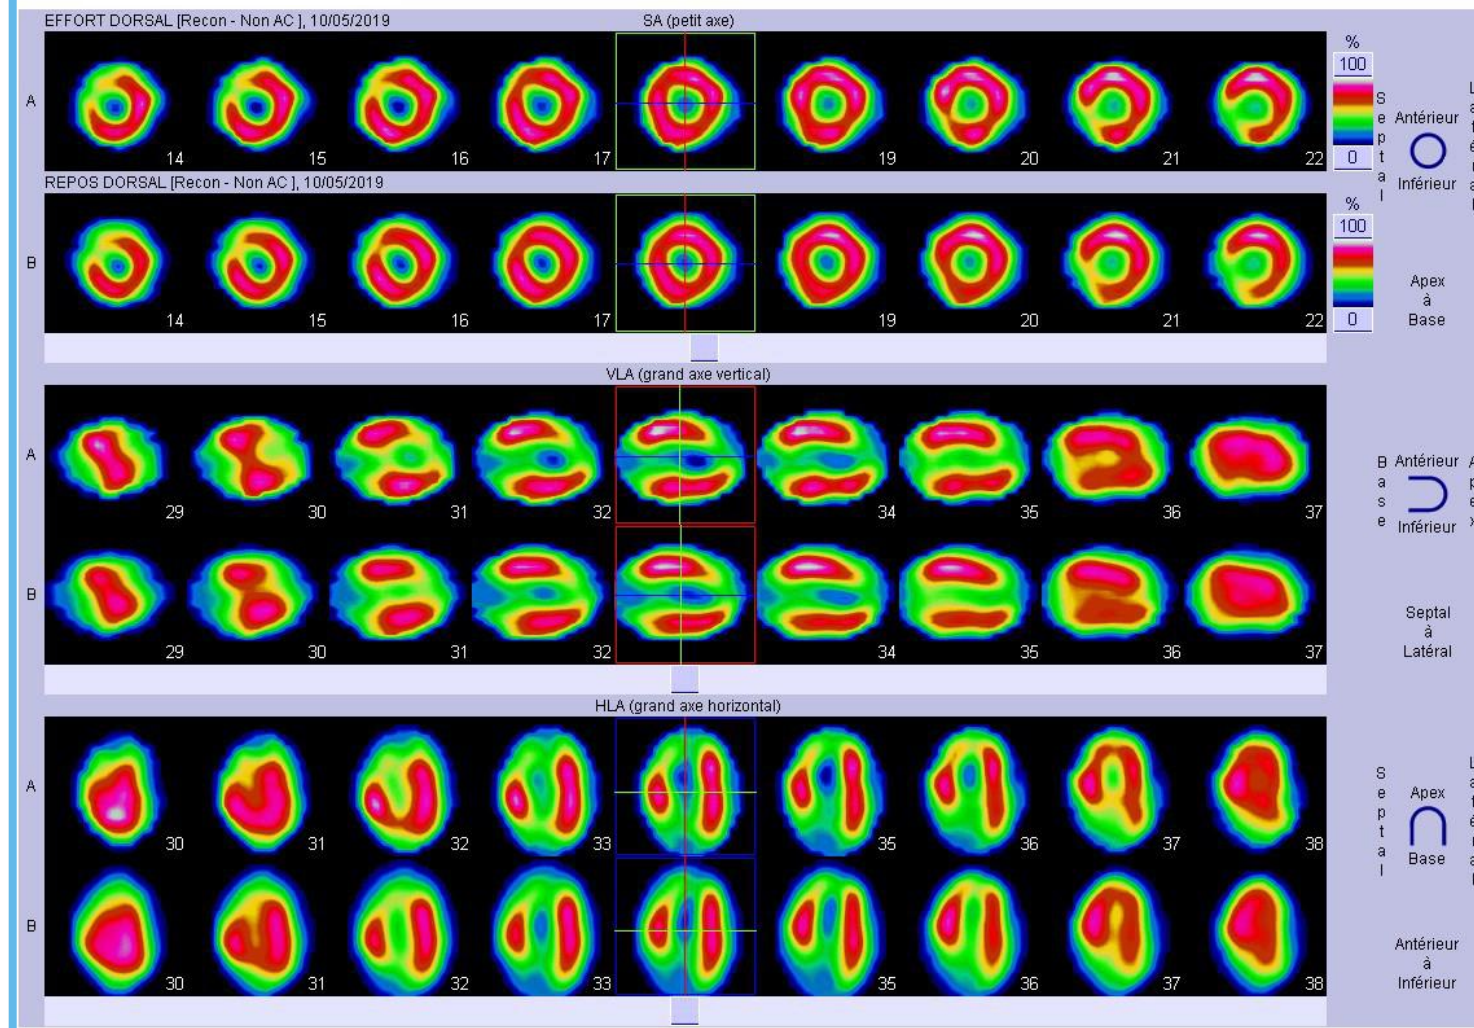 EFFORT DORSAL [Recon - Non AC ], 10/05/2019
SA (petit axe)
A
14 15 16 17 19 20 21 22
REPOS DORSAL [Recon - Non AC ], 10/05/2019
B
14 15 16 17 19 20 21 22
%
100
0
%
100
0
Septal
Antérieur
Inférieur
Apex
à
Base
VLA (grand axe vertical)
A
29 30 31 32 34 35 36 37
B
29 30 31 32 34 35 36 37
Base
Antérieur
Inférieur
Septal
à
Latéral
HLA (grand axe horizontal)
A
30 31 32 33 35 36 37 38
B
30 31 32 33 35 36 37 38
Septal
Apex
Base
Antérieur
à
Inférieur